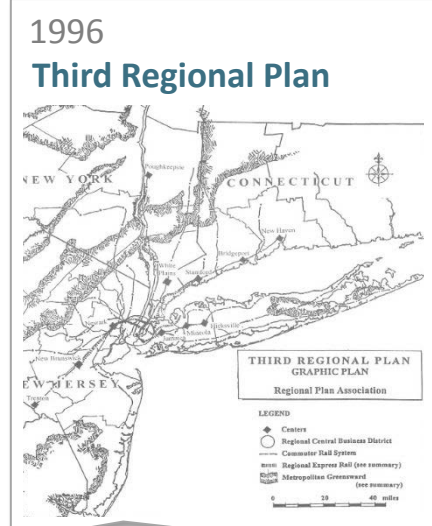 1996
Third Regional Plan
Poughkeepsie
NEW YORK
CONNECTICUT
New Haven
Bridgeport
White
Plains
Stamford
Hicksville
Mineola
Jamaica
Newark
New Brunswick
NEW JERSEY
Trenton
THIRD REGIONAL PLAN
GRAPHIC PLAN
Regional Plan Association
LEGEND
Centers
Regional Central Business District
Commuter Rail System
Regional Express Rail (see summary)
Metropolitan Greensward
(see summary)
0 20 40 miles